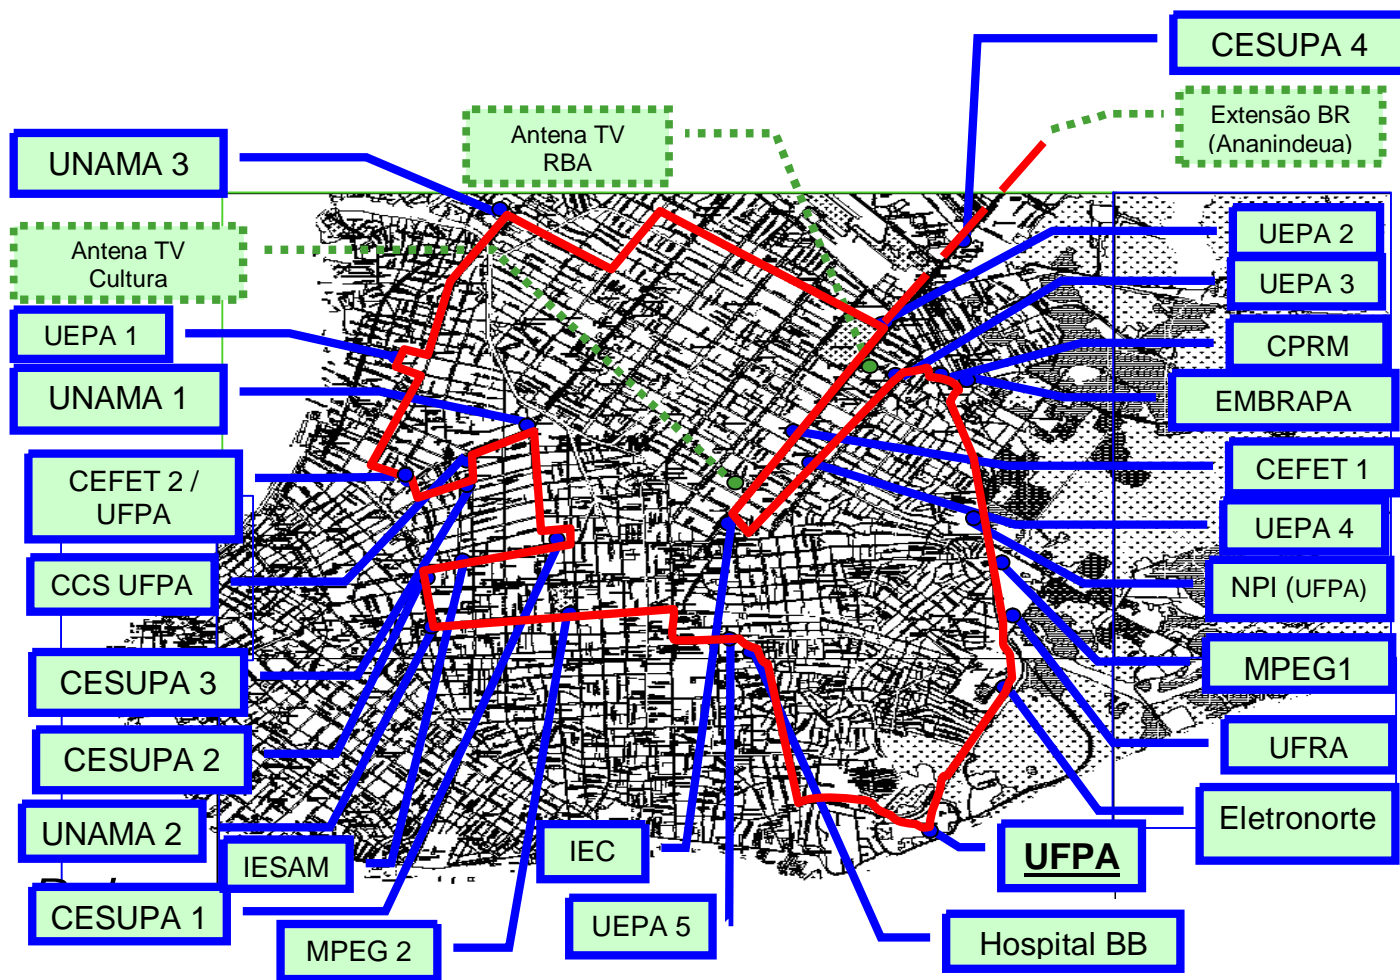 CESUPA 4
Antena TV
RBA
Extensão BR
(Ananindeua)
UNAMA 3
Antena TV
Cultura
UEPA 2
UEPA 3
UEPA 1
CPRM
UNAMA 1
EMBRAPA
CEFET 2 /
UFPA
CEFET 1
UEPA 4
CCS UFPA
NPI (UFPA)
CESUPA 3
MPEG1
CESUPA 2
UFRA
UNAMA 2
Eletronorte
IESAM
IEC
UFPA
CESUPA 1
UEPA 5
MPEG 2
Hospital BB